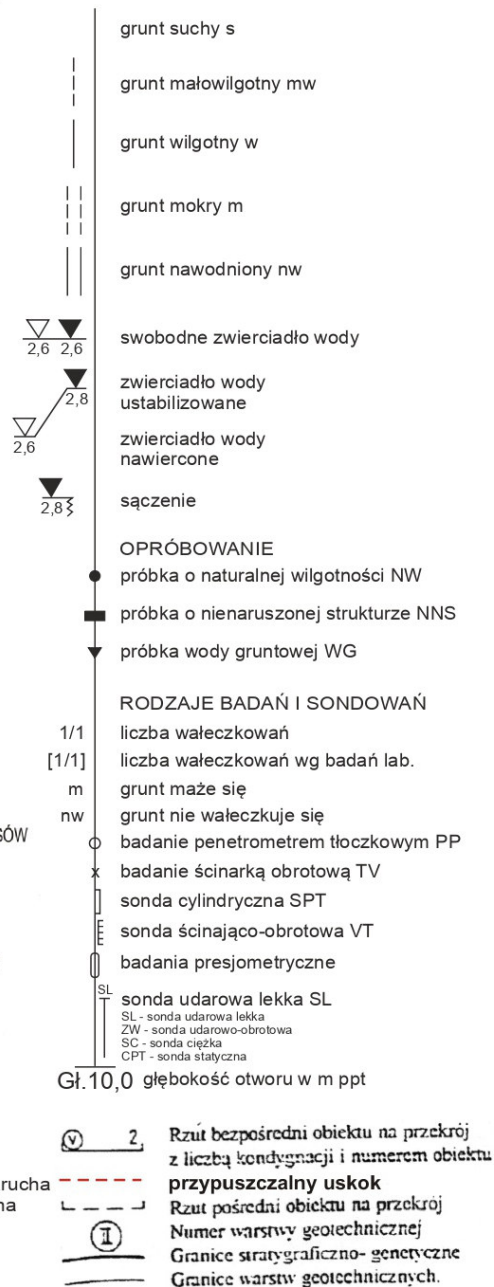 grunt suchy s
grunt małowilgotny mw
grunt wilgotny w
grunt mokry m
grunt nawodniony nw
2,6 2,6 swobodne zwierciadło wody
2,8 zwierciadło wody
ustabilizowane
2,6 zwierciadło wody
nawiercone
2,8 sączenie
OPRÓBOWANIE
próbka o naturalnej wilgotności NW
próbka o nienaruszonej strukturze NNS
próbka wody gruntowej WG
RODZAJE BADAŃ I SONDOWAŃ
1/1 liczba wałeczkowań
[1/1] liczba wałeczkowań wg badań lab.
m grunt maże się
nw grunt nie wałeczkuje się
SÓW
badanie penetrometrem tłoczkowym PP
x badanie ścinarką obrotową TV
sonda cylindryczna SPT
sonda ścinająco-obrotowa VT
badania presjometryczne
SL sonda udarowa lekka SL
SL - sonda udarowa lekka
ZW - sonda udarowo-obrotowa
SC - sonda ciężka
CPT - sonda statyczna
Gł.10,0 głębokość otworu w m ppt
V 2, Rzut bezpośredni obiektu na przekrój
z liczbą kondygnacji i numerem obiektu
rucha przypuszczalny uskok
na Rzut pośredni obiektu na przekrój
II Numer warstwy geotechnicznej
Granice stratygraficzno- genetyczne
Granice warstw geotechnicznych.